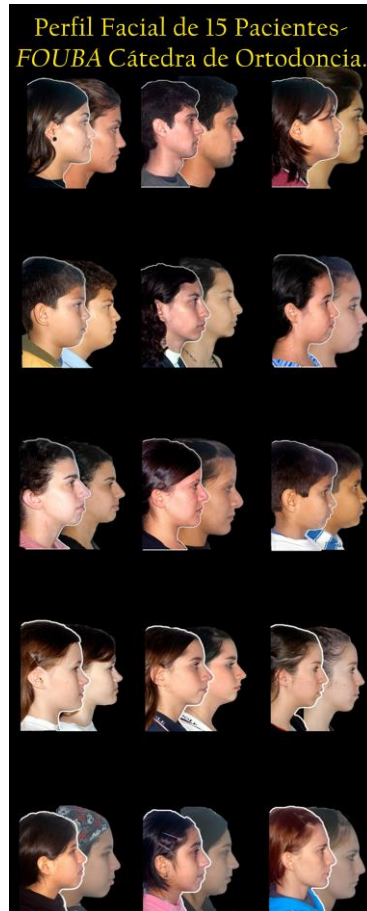 Perfil Facial de 15 Pacientes-
FOUBA Cátedra de Ortodoncia.